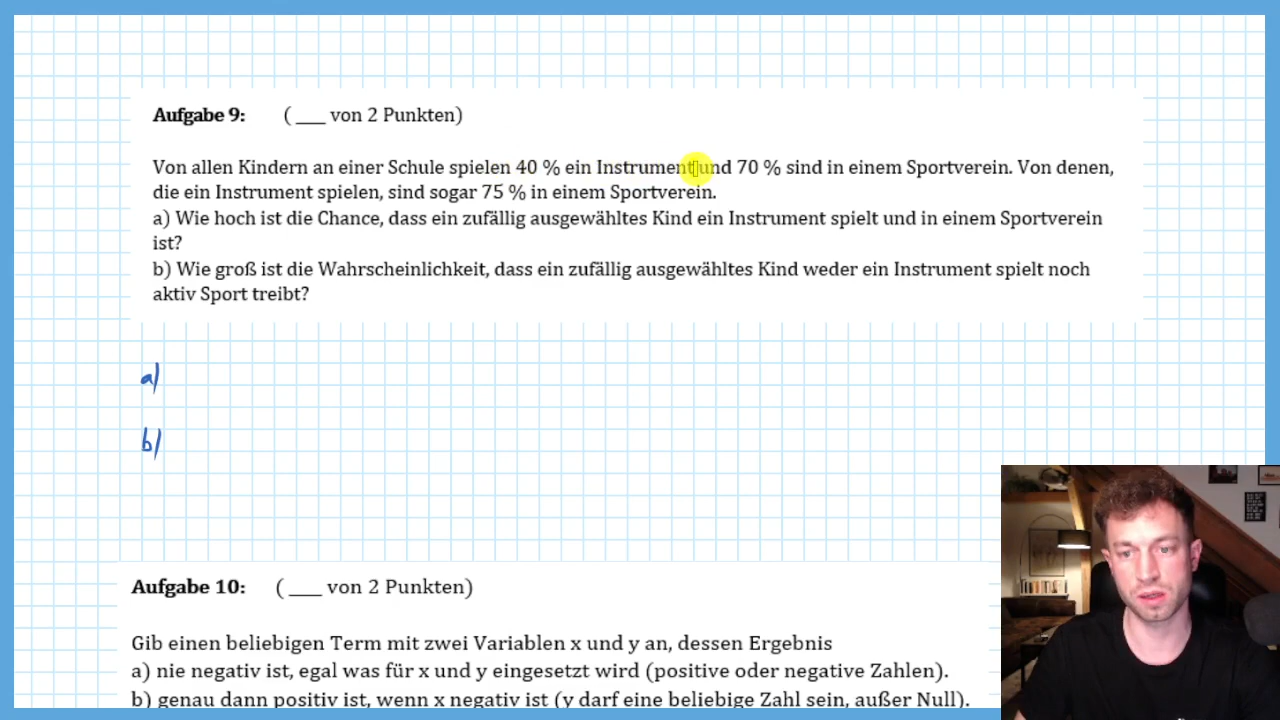 Aufgabe 9: ( ___ von 2 Punkten)
Von allen Kindern an einer Schule spielen 40 % ein Instrument und 70 % sind in einem Sportverein. Von denen,
die ein Instrument spielen, sind sogar 75 % in einem Sportverein.
a) Wie hoch ist die Chance, dass ein zufällig ausgewähltes Kind ein Instrument spielt und in einem Sportverein
ist?
b) Wie groß ist die Wahrscheinlichkeit, dass ein zufällig ausgewähltes Kind weder ein Instrument spielt noch
aktiv Sport treibt?
a)
b)
Aufgabe 10: ( ___ von 2 Punkten)
Gib einen beliebigen Term mit zwei Variablen x und y an, dessen Ergebnis
a) nie negativ ist, egal was für x und y eingesetzt wird (positive oder negative Zahlen).
b) genau dann positiv ist, wenn x negativ ist (y darf eine beliebige Zahl sein, außer Null).